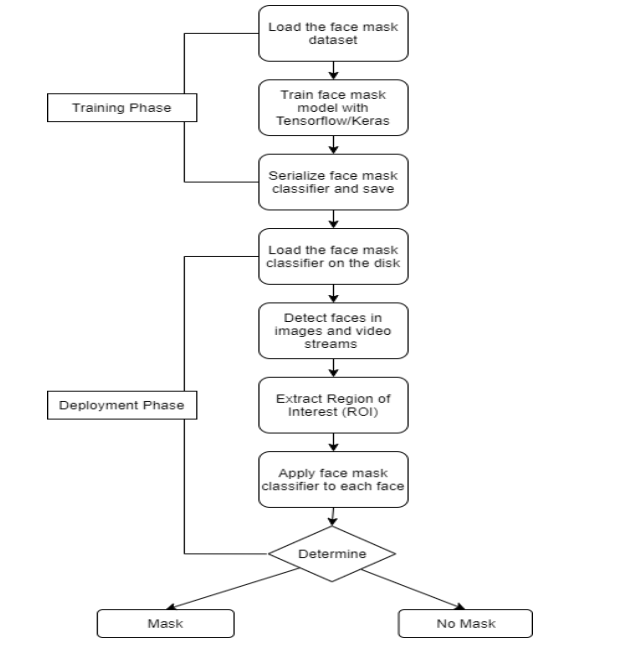 Load the face mask
dataset
Training Phase
Train face mask
model with
Tensorflow/Keras
Serialize face mask
classifier and save
Load the face mask
classifier on the disk
Detect faces in
images and video
streams
Deployment Phase
Extract Region of
Interest (ROI)
Apply face mask
classifier to each face
Determine
Mask
No Mask